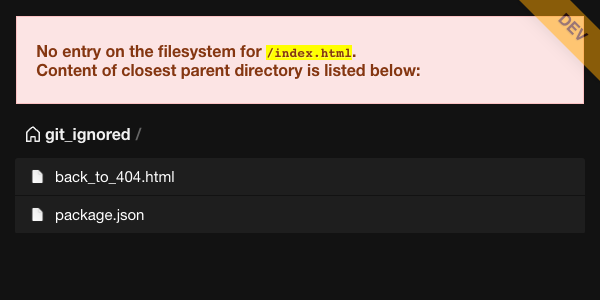 No entry on the filesystem for /index.html.
Content of closest parent directory is listed below:
DEV
git_ignored /
back_to_404.html
package.json